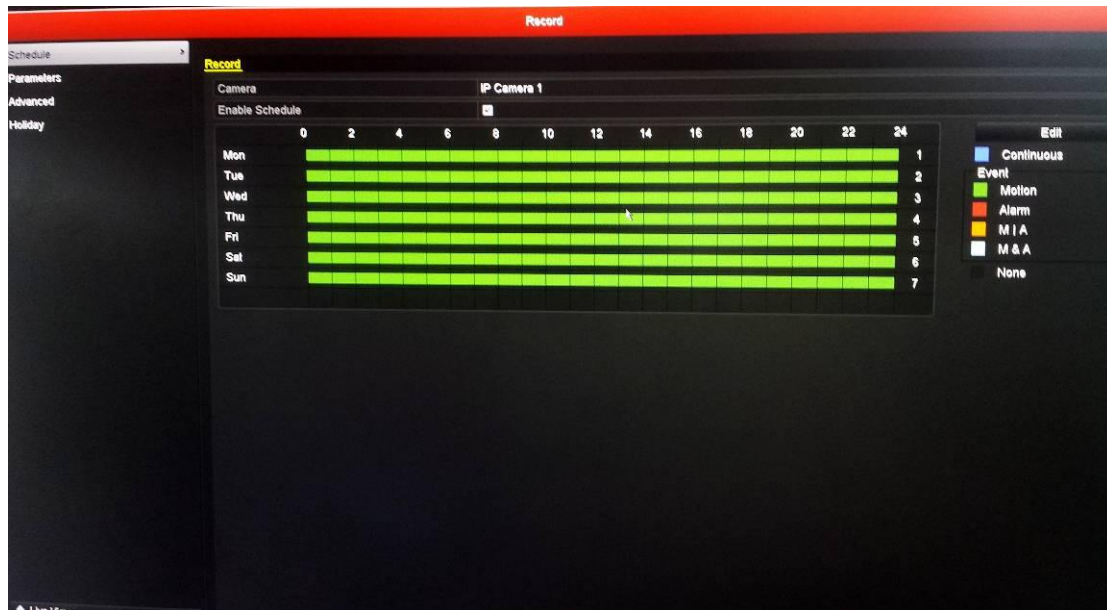 Record
Schedule
Parameters
Advanced
Holiday
Record
Camera IP Camera 1
Enable Schedule
0 2 4 6 8 10 12 14 16 18 20 22 24
Mon 1
Tue 2
Wed 3
Thu 4
Fri 5
Sat 6
Sun 7
Edit
Continuous
Event
Motion
Alarm
M | A
M & A
None